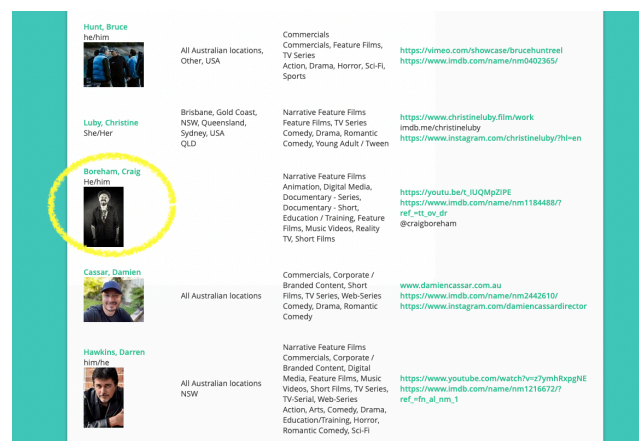 Hunt, Bruce
he/him
All Australian locations,
Other, USA
Commercials
Commercials, Feature Films,
TV Series
Action, Drama, Horror, Sci-Fi,
Sports
https://vimeo.com/showcase/brucehuntreel
https://www.imdb.com/name/nm0402365/
Luby, Christine
She/Her
Brisbane, Gold Coast,
NSW, Queensland,
Sydney, USA
QLD
Narrative Feature Films
Feature Films, TV Series
Comedy, Drama, Romantic
Comedy, Young Adult / Tween
https://www.christineluby.film/work
imdb.me/christineluby
https://www.instagram.com/christineluby/?hl=en
Boreham, Craig
He/him
Narrative Feature Films
Animation, Digital Media,
Documentary - Series,
Documentary - Short,
Education / Training, Feature
Films, Music Videos, Reality
TV, Short Films
https://youtu.be/t_IUQMpZIPE
https://www.imdb.com/name/nm1184488/?
ref_=tt_ov_dr
@craigboreham
Cassar, Damien
All Australian locations
Commercials, Corporate /
Branded Content, Short
Films, TV Series, Web-Series
Comedy, Drama, Romantic
Comedy
www.damiencassar.com.au
https://www.imdb.com/name/nm2442610/
https://www.instagram.com/damiencassardirector
Hawkins, Darren
him/he
All Australian locations
NSW
Narrative Feature Films
Commercials, Corporate /
Branded Content, Digital
Media, Feature Films, Music
Videos, Short Films, TV Series,
TV-Serial, Web-Series
Action, Arts, Comedy, Drama,
Education/Training, Horror,
Romantic Comedy, Sci-Fi
https://www.youtube.com/watch?v=z7ymhRxpgNE
https://www.imdb.com/name/nm1216672/?
ref_=fn_al_nm_1